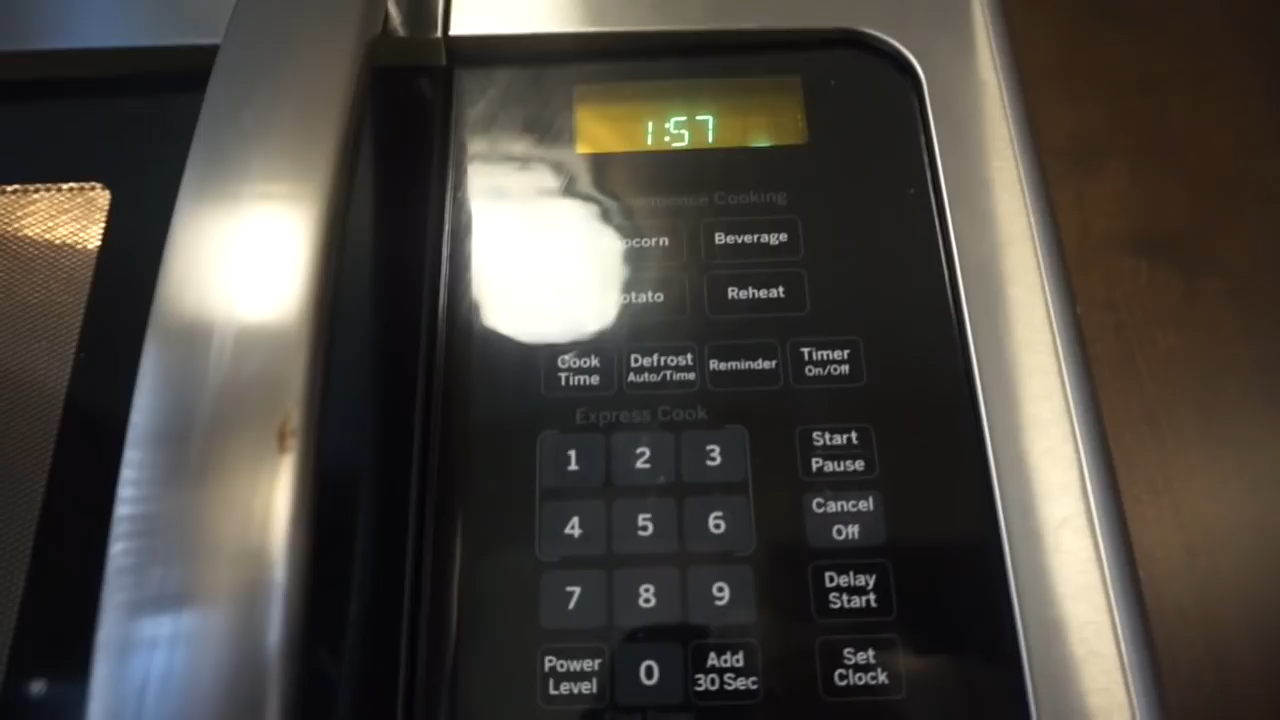 1:57
Cooking
Beverage
Reheat
Cook
Time
Defrost
Auto/Time
Reminder
Timer
On/Off
Express Cook
1 2 3
Start
Pause
4 5 6
Cancel
Off
7 8 9
Delay
Start
Power
Level
0
Add
30 Sec
Set
Clock